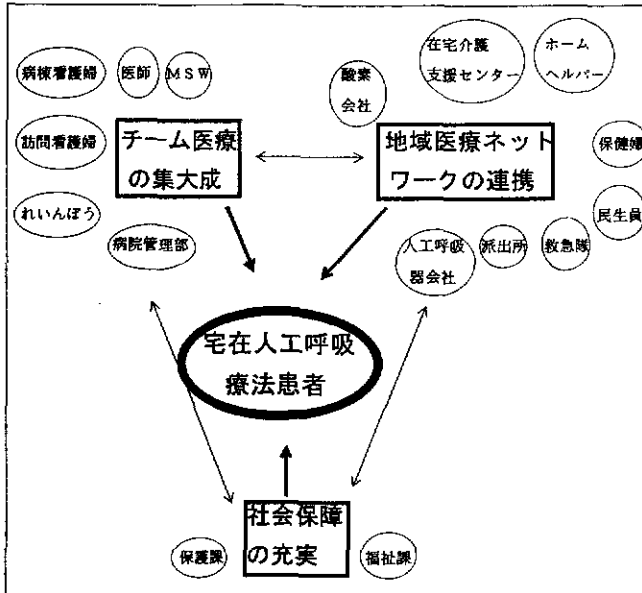 病棟看護婦
医師
MSW
酸素
会社
在宅介護
支援センター
ホーム
ヘルパー
訪問看護婦
チーム医療
の集大成
地域医療ネット
ワークの連携
保健婦
れいんぼう
病院管理部
人工呼吸
器会社
派出所
救急隊
民生員
宅在人工呼吸
療法患者
社会保障
の充実
保護課
福祉課